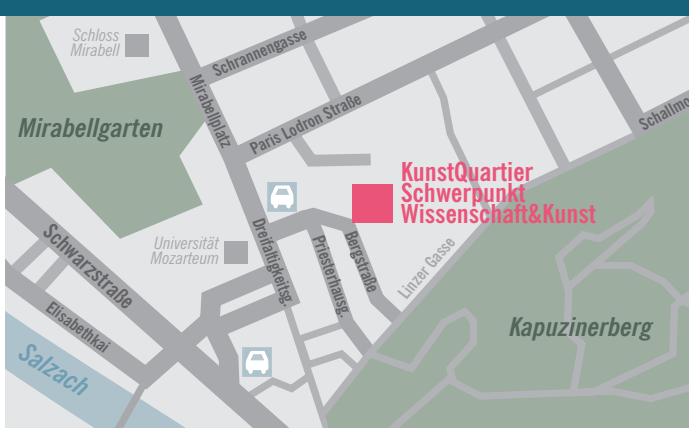 Schloss
Mirabell
Schrannengasse
Mirabellplatz
Paris Lodron Straße
Mirabellgarten
Schallmo
KunstQuartier
Schwerpunkt
Wissenschaft&Kunst
Schwarzstraße
Universität
Mozarteum
Dreifaltigkeitsg.
Priesterhausg.
Bergstraße
Linzer Gasse
Elisabethkai
Kapuzinerberg
Salzach